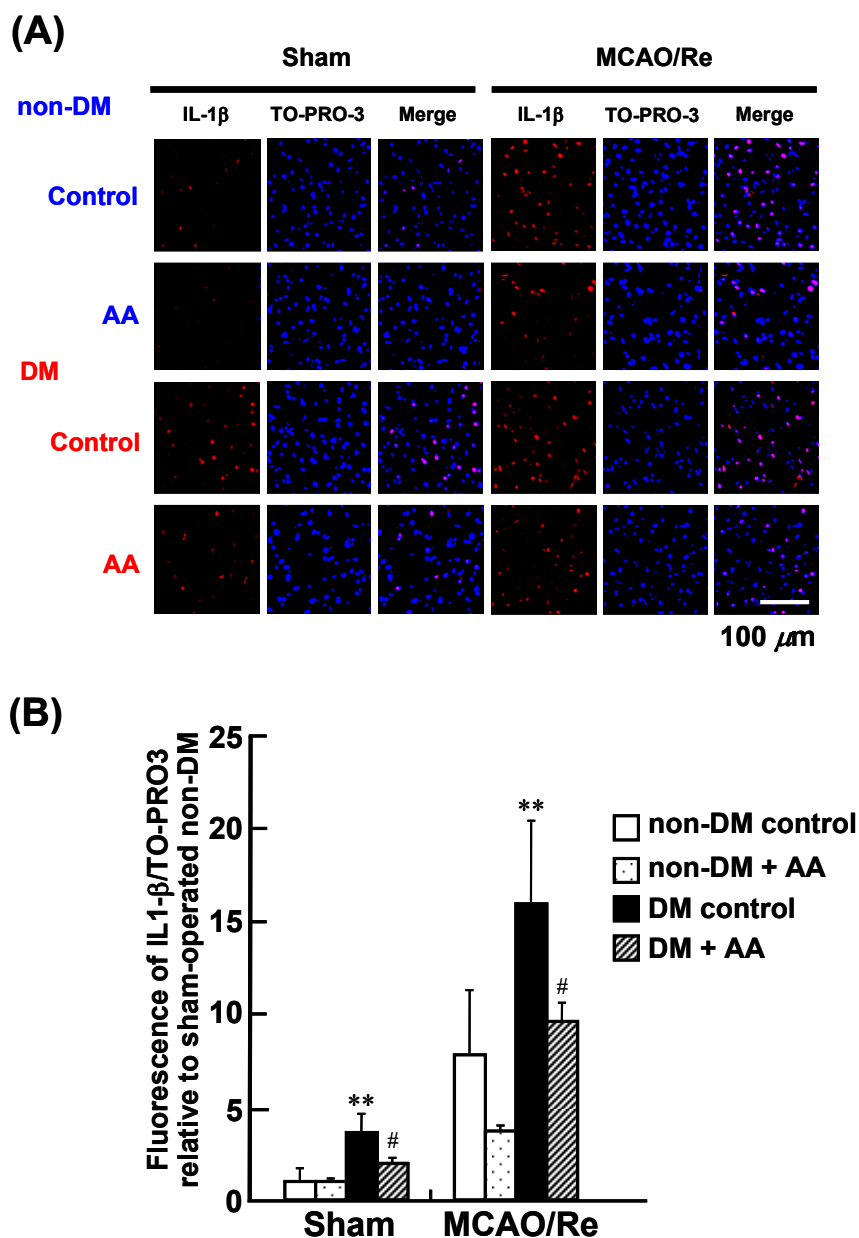 (A)
Sham MCAO/Re
non-DM
IL-1β TO-PRO-3 Merge IL-1β TO-PRO-3 Merge
Control
AA
DM
Control
AA
100 μm
(B)
Fluorescence of IL1-β/TO-PRO3
relative to sham-operated non-DM
25
20
15
10
5
0
**
#
**
#
Sham MCAO/Re
non-DM control
non-DM + AA
DM control
DM + AA